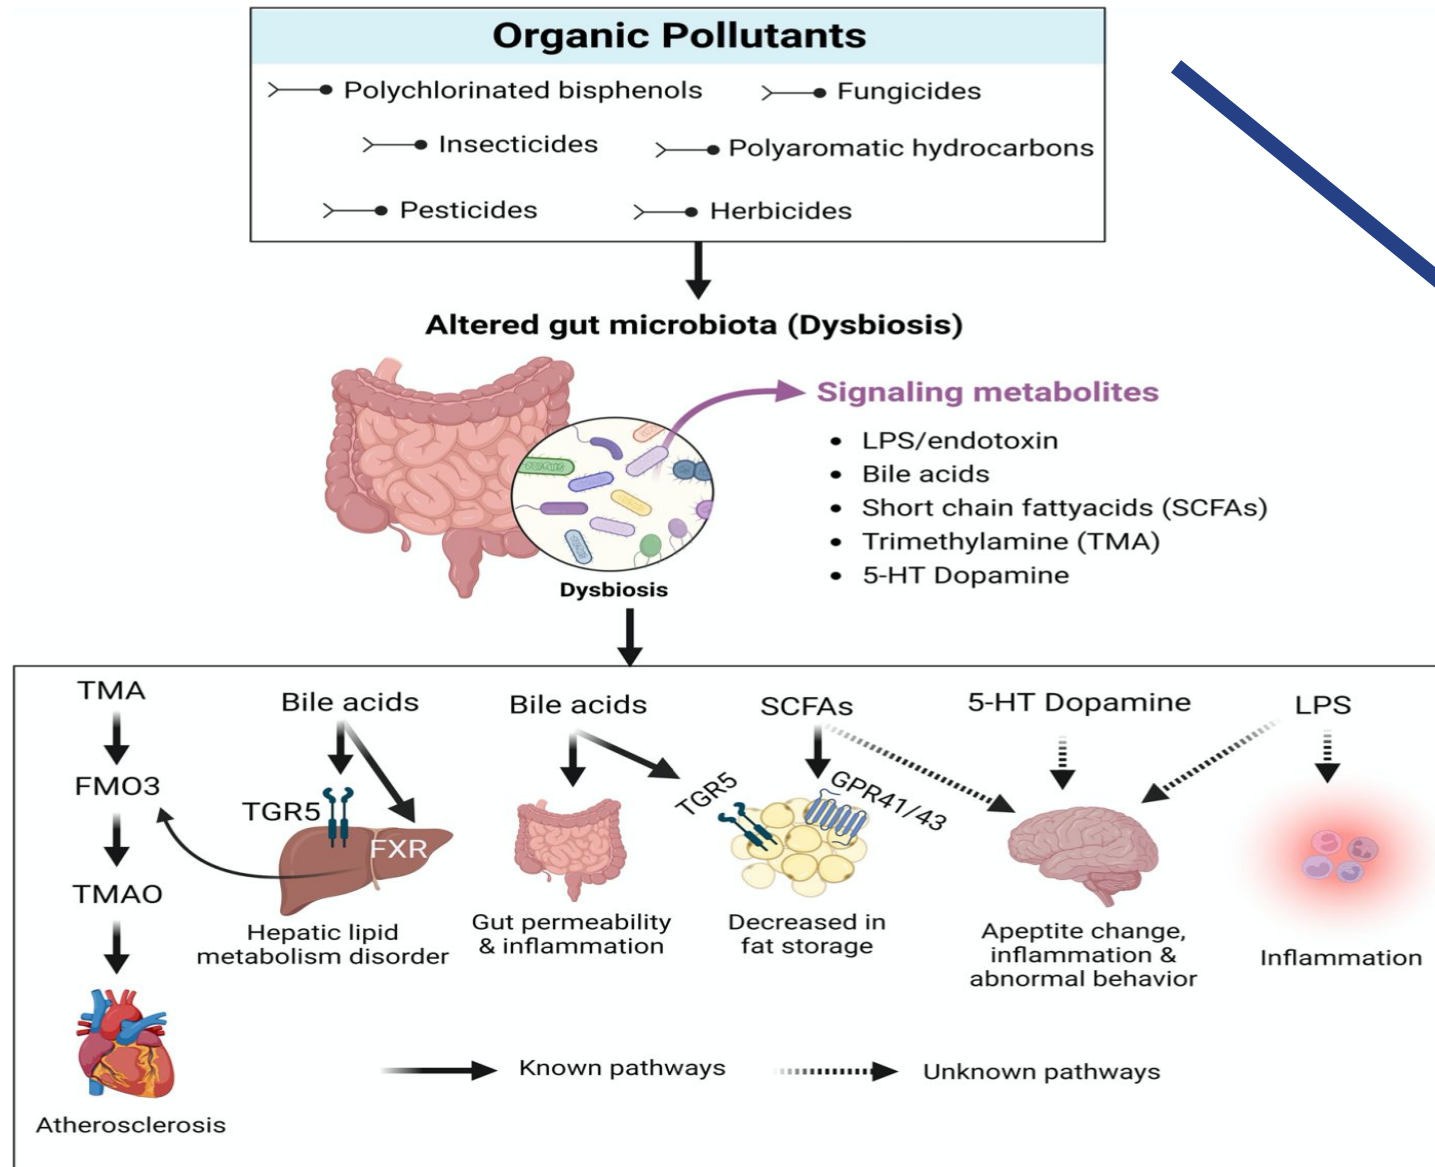 Organic Pollutants
Polychlorinated bisphenols
Fungicides
Insecticides
Polyaromatic hydrocarbons
Pesticides
Herbicides
Altered gut microbiota (Dysbiosis)
Signaling metabolites
• LPS/endotoxin
• Bile acids
• Short chain fattyacids (SCFAs)
• Trimethylamine (TMA)
• 5-HT Dopamine
Dysbiosis
TMA
FMO3
TMAO
Atherosclerosis
Bile acids
TGR5
FXR
Hepatic lipid
metabolism disorder
Bile acids
Gut permeability
& inflammation
TGR5
SCFAs
GPR41/43
Decreased in
fat storage
5-HT Dopamine
Apeptite change,
inflammation &
abnormal behavior
LPS
Inflammation
Known pathways
Unknown pathways